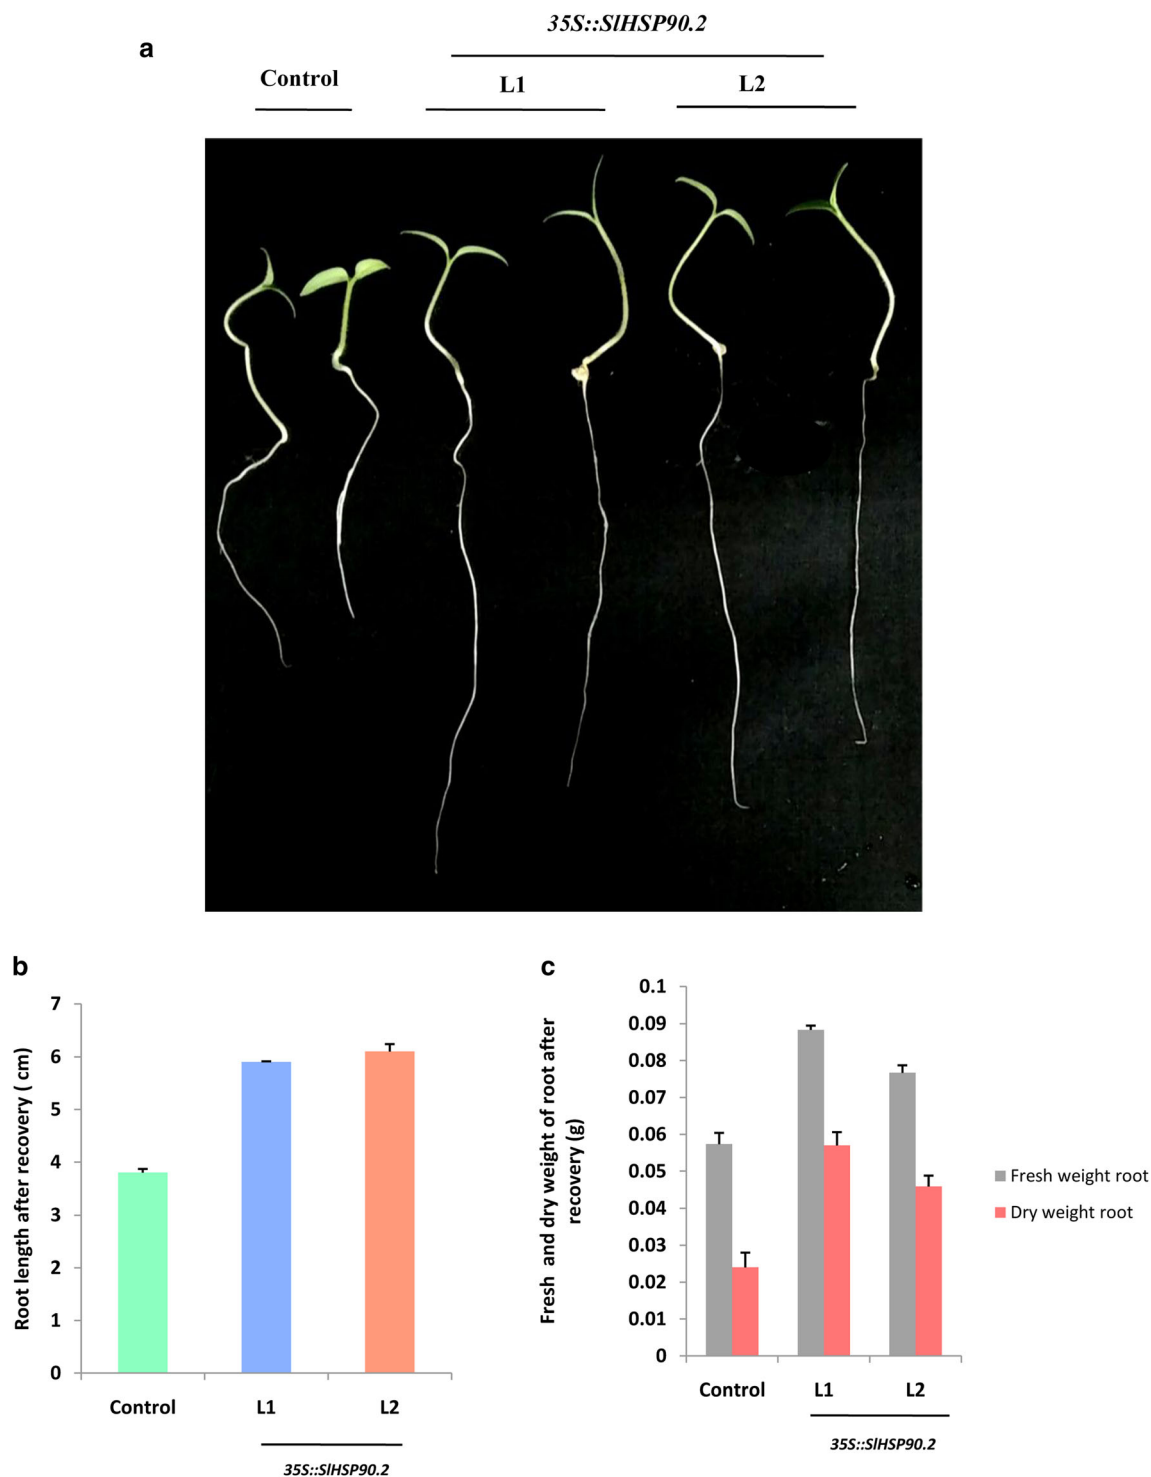 35S::SlHSP90.2
a
Control
L1
L2
b
Root length after recovery ( cm)
7
6
5
4
3
2
1
0
Control
L1
L2
35S::SlHSP90.2
c
Fresh and dry weight of root after
recovery (g)
0.1
0.09
0.08
0.07
0.06
0.05
0.04
0.03
0.02
0.01
0
Control
L1
L2
35S::SlHSP90.2
Fresh weight root
Dry weight root